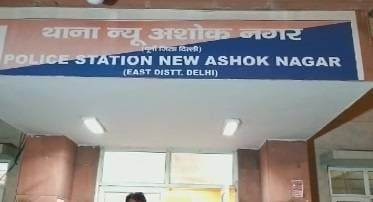 थाना न्यू अशोक नगर
(पूर्वी जिला दिल्ली)
POLICE STATION NEW ASHOK NAGAR
(EAST DISTT. DELHI)